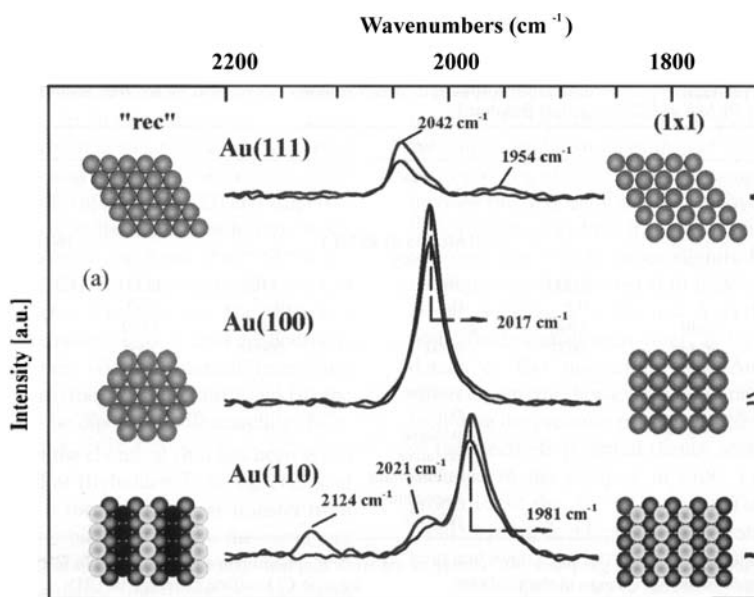 Wavenumbers (cm⁻¹)
2200 2000 1800
"rec" (1x1)
2042 cm⁻¹
Au(111) 1954 cm⁻¹
(a)
Au(100) 2017 cm⁻¹
Intensity [a.u.]
Au(110) 2021 cm⁻¹
2124 cm⁻¹ 1981 cm⁻¹